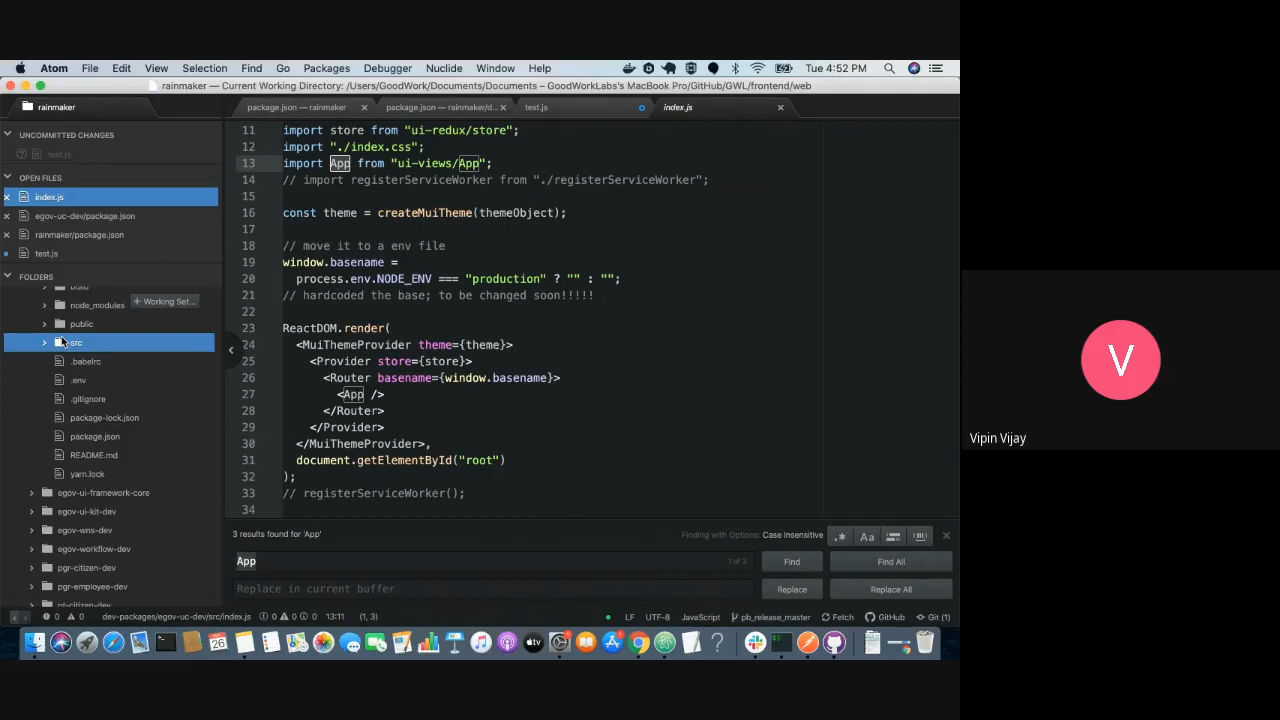 Atom File Edit View Selection Find Go Packages Debugger Nuclide Window Help Tue 4:52 PM
rainmaker — Current Working Directory: /Users/GoodWork/Documents/Documents – GoodWorkLabs's MacBook Pro/GitHub/GWL/frontend/web
rainmaker
package.json — rainmaker
package.json — rainmaker/d...
test.js
index.js
UNCOMMITTED CHANGES
test.js
OPEN FILES
index.js
egov-uc-dev/package.json
rainmaker/package.json
test.js
FOLDERS
build
node_modules
+ Working Set...
public
src
.babelrc
.env
.gitignore
package-lock.json
package.json
README.md
yarn.lock
egov-ui-framework-core
egov-ui-kit-dev
egov-wns-dev
egov-workflow-dev
pgr-citizen-dev
pgr-employee-dev
pt-citizen-dev
11 import store from "ui-redux/store";
12 import "./index.css";
13 import App from "ui-views/App";
14 // import registerServiceWorker from "./registerServiceWorker";
15
16 const theme = createMuiTheme(themeObject);
17
18 // move it to a env file
19 window.basename =
20 process.env.NODE_ENV === "production" ? "" : "";
21 // hardcoded the base; to be changed soon!!!!!
22
23 ReactDOM.render(
24 <MuiThemeProvider theme={theme}>
25 <Provider store={store}>
26 <Router basename={window.basename}>
27 <App />
28 </Router>
29 </Provider>
30 </MuiThemeProvider>,
31 document.getElementById("root")
32 );
33 // registerServiceWorker();
34
3 results found for 'App'
Finding with Options: Case Insensitive
.* Aa
App
1 of 3
Find
Find All
Replace in current buffer
Replace
Replace All
0 0 dev-packages/egov-uc-dev/src/index.js 0 0 0 13:11 (1, 3)
LF UTF-8 JavaScript pb_release_master Fetch GitHub Git (1)
V
Vipin Vijay